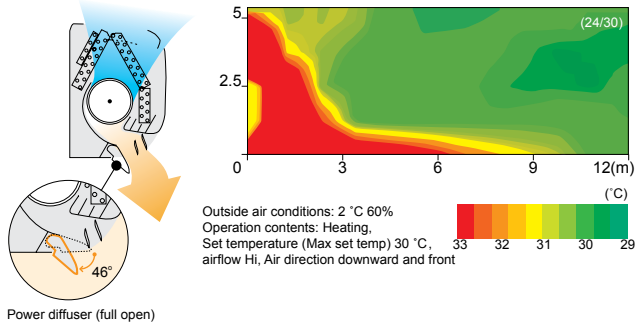 5
(24/30)
2.5
0 3 6 9 12(m)
46°
Power diffuser (full open)
Outside air conditions: 2 ˚C 60%
Operation contents: Heating,
Set temperature (Max set temp) 30 ˚C,
airflow Hi, Air direction downward and front
(˚C)
33 32 31 30 29